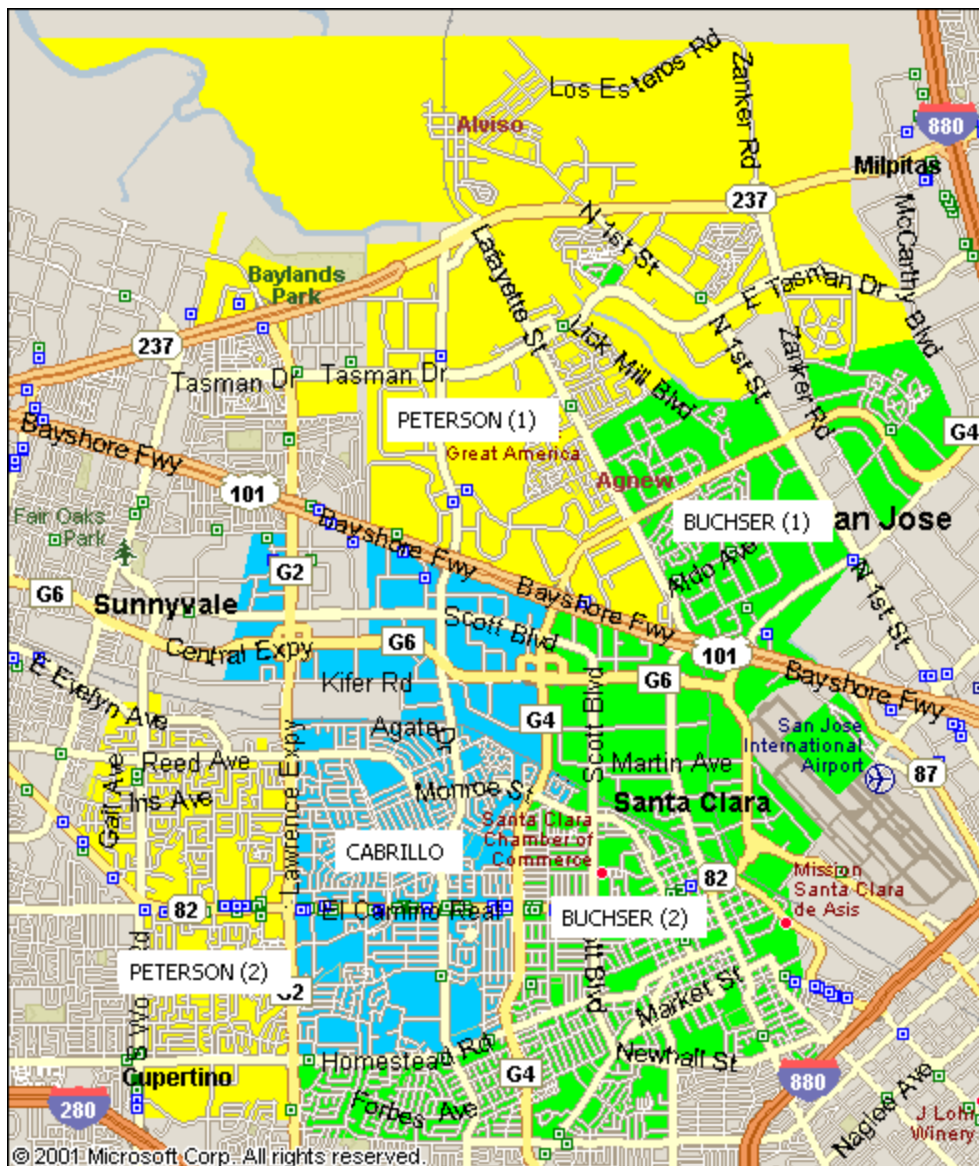 Los Esteros Rd
Zanker Rd
Alviso
880
Milpitas
237
McCarthy Blvd
N 1st St
Lafayette St
Baylands
Park
E Tasman Dr
237
Lick Mill Blvd
N 1st St
Zanker Rd
Tasman Dr
Tasman Dr
PETERSON (1)
Great America
G4
Bayshore Fwy
Agnew
101
BUCHSER (1)
an Jose
Fair Oaks
Park
Bayshore Fwy
Aldo Ave
G2
Bayshore Fwy
N 1st St
G6
Sunnyvale
Scott Blvd
Central Expy
G6
101
G6
Bayshore Fwy
Kifer Rd
E Evelyn Ave
Agate Dr
G4
Scott Blvd
San Jose
International
Airport
Reed Ave
Martin Ave
87
Iris Ave
Gail Ave
Lawrence Expy
Monroe St
Santa Clara
Santa Clara
Chamber of
Commerce
CABRILLO
82
Mission
Santa Clara
de Asis
82
El Camino Real
BUCHSER (2)
PETERSON (2)
G2
Market St
Homestead Rd
Newhall St
Cupertino
G4
880
280
Forbes Ave
Naglee Ave
J Lohr
Winery
© 2001 Microsoft Corp. All rights reserved.